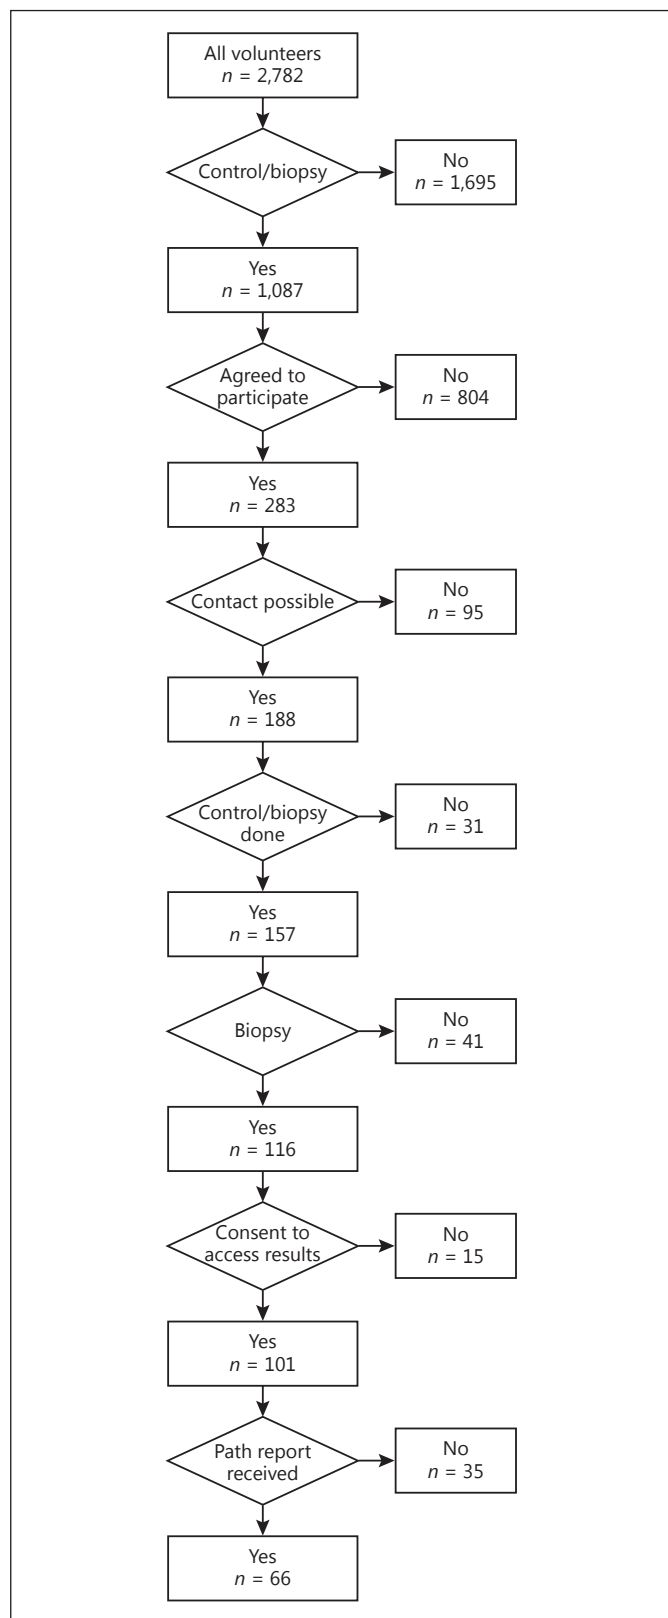 All volunteers
n = 2,782
Control/biopsy
No
n = 1,695
Yes
n = 1,087
Agreed to
participate
No
n = 804
Yes
n = 283
Contact possible
No
n = 95
Yes
n = 188
Control/biopsy
done
No
n = 31
Yes
n = 157
Biopsy
No
n = 41
Yes
n = 116
Consent to
access results
No
n = 15
Yes
n = 101
Path report
received
No
n = 35
Yes
n = 66